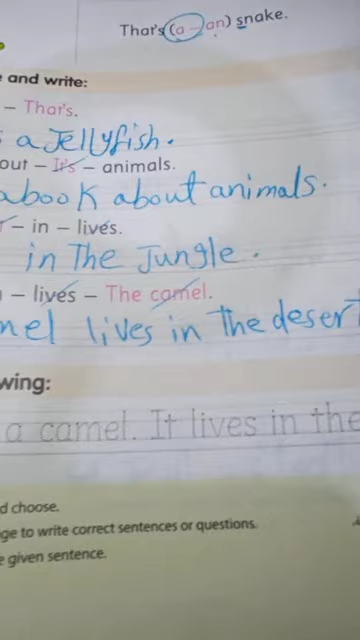 That's (a - an) snake.
and write:
- That's.
a Jellyfish.
out - It's - animals.
a book about animals.
- in - lives.
in The Jungle.
- lives - The camel.
mel lives in the desert
wing:
a camel. It lives in the
d choose.
ge to write correct sentences or questions.
e given sentence.